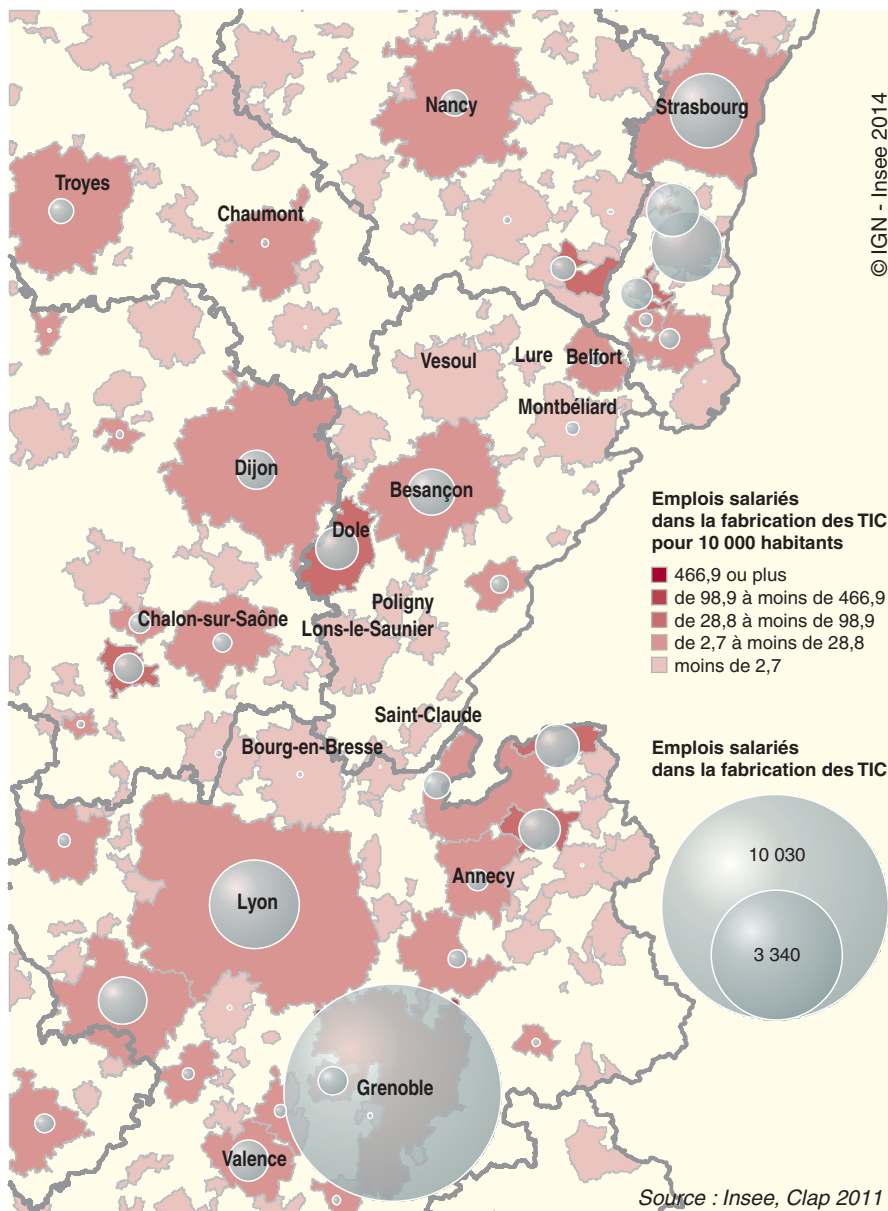 Nancy
Strasbourg
© IGN - Insee 2014
Troyes
Chaumont
Vesoul
Lure
Belfort
Montbéliard
Dijon
Besançon
Dole
Emplois salariés
dans la fabrication des TIC
pour 10 000 habitants
466,9 ou plus
de 98,9 à moins de 466,9
de 28,8 à moins de 98,9
de 2,7 à moins de 28,8
moins de 2,7
Poligny
Chalon-sur-Saône
Lons-le-Saunier
Saint-Claude
Bourg-en-Bresse
Emplois salariés
dans la fabrication des TIC
10 030
3 340
Annecy
Lyon
Grenoble
Valence
Source : Insee, Clap 2011